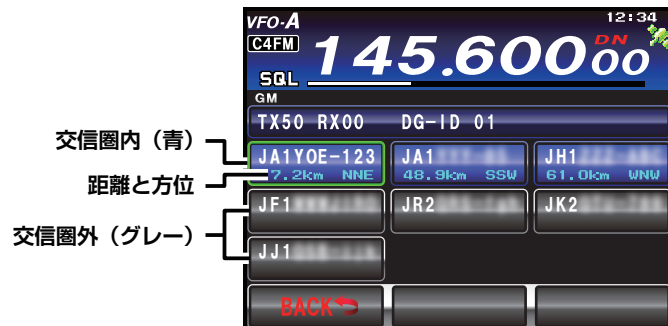 VFO-A
12:34
C4FM
145.60000
DN
SQL
GM
TX50 RX00 DG-ID 01
交信圏内（青）
JA1YOE-123
JA1
JH1
距離と方位
7.2km NNE
48.9km SSW
61.0km WNW
交信圏外（グレー）
JF1
JR2
JK2
JJ1
BACK